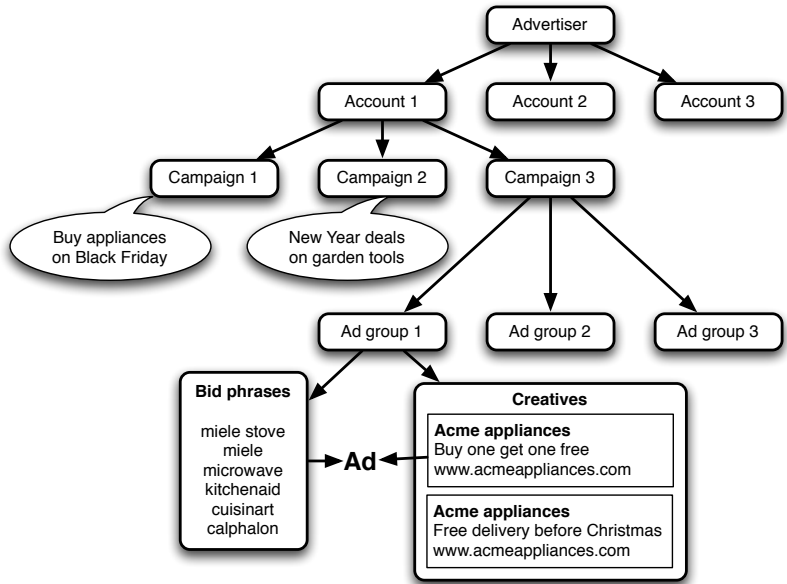 Advertiser
Account 1
Account 2
Account 3
Campaign 1
Campaign 2
Campaign 3
Buy appliances
on Black Friday
New Year deals
on garden tools
Ad group 1
Ad group 2
Ad group 3
Bid phrases
miele stove
miele
microwave
kitchenaid
cuisinart
calphalon
Ad
Creatives
Acme appliances
Buy one get one free
www.acmeappliances.com
Acme appliances
Free delivery before Christmas
www.acmeappliances.com